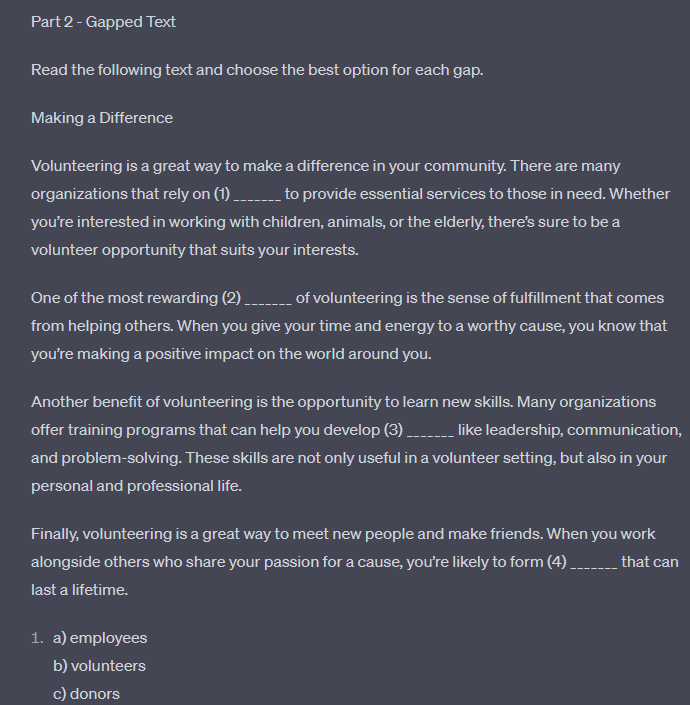 Part 2 - Gapped Text
Read the following text and choose the best option for each gap.
Making a Difference
Volunteering is a great way to make a difference in your community. There are many
organizations that rely on (1) _______ to provide essential services to those in need. Whether
you're interested in working with children, animals, or the elderly, there's sure to be a
volunteer opportunity that suits your interests.
One of the most rewarding (2) _______ of volunteering is the sense of fulfillment that comes
from helping others. When you give your time and energy to a worthy cause, you know that
you're making a positive impact on the world around you.
Another benefit of volunteering is the opportunity to learn new skills. Many organizations
offer training programs that can help you develop (3) _______ like leadership, communication,
and problem-solving. These skills are not only useful in a volunteer setting, but also in your
personal and professional life.
Finally, volunteering is a great way to meet new people and make friends. When you work
alongside others who share your passion for a cause, you're likely to form (4) _______ that can
last a lifetime.
1. a) employees
b) volunteers
c) donors